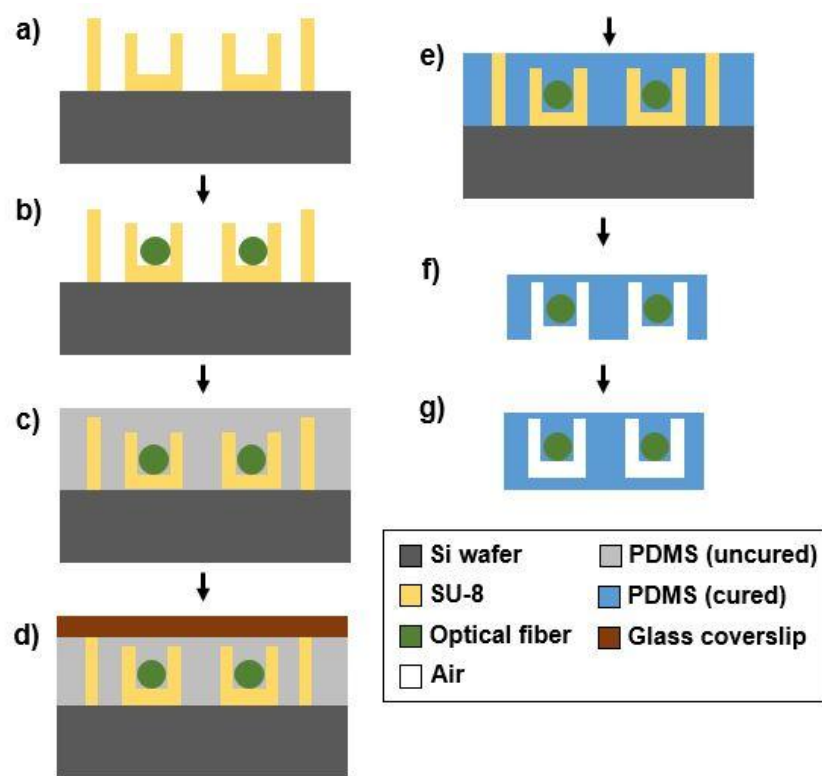 a)
b)
c)
d)
e)
f)
g)
Si wafer
SU-8
Optical fiber
Air
PDMS (uncured)
PDMS (cured)
Glass coverslip